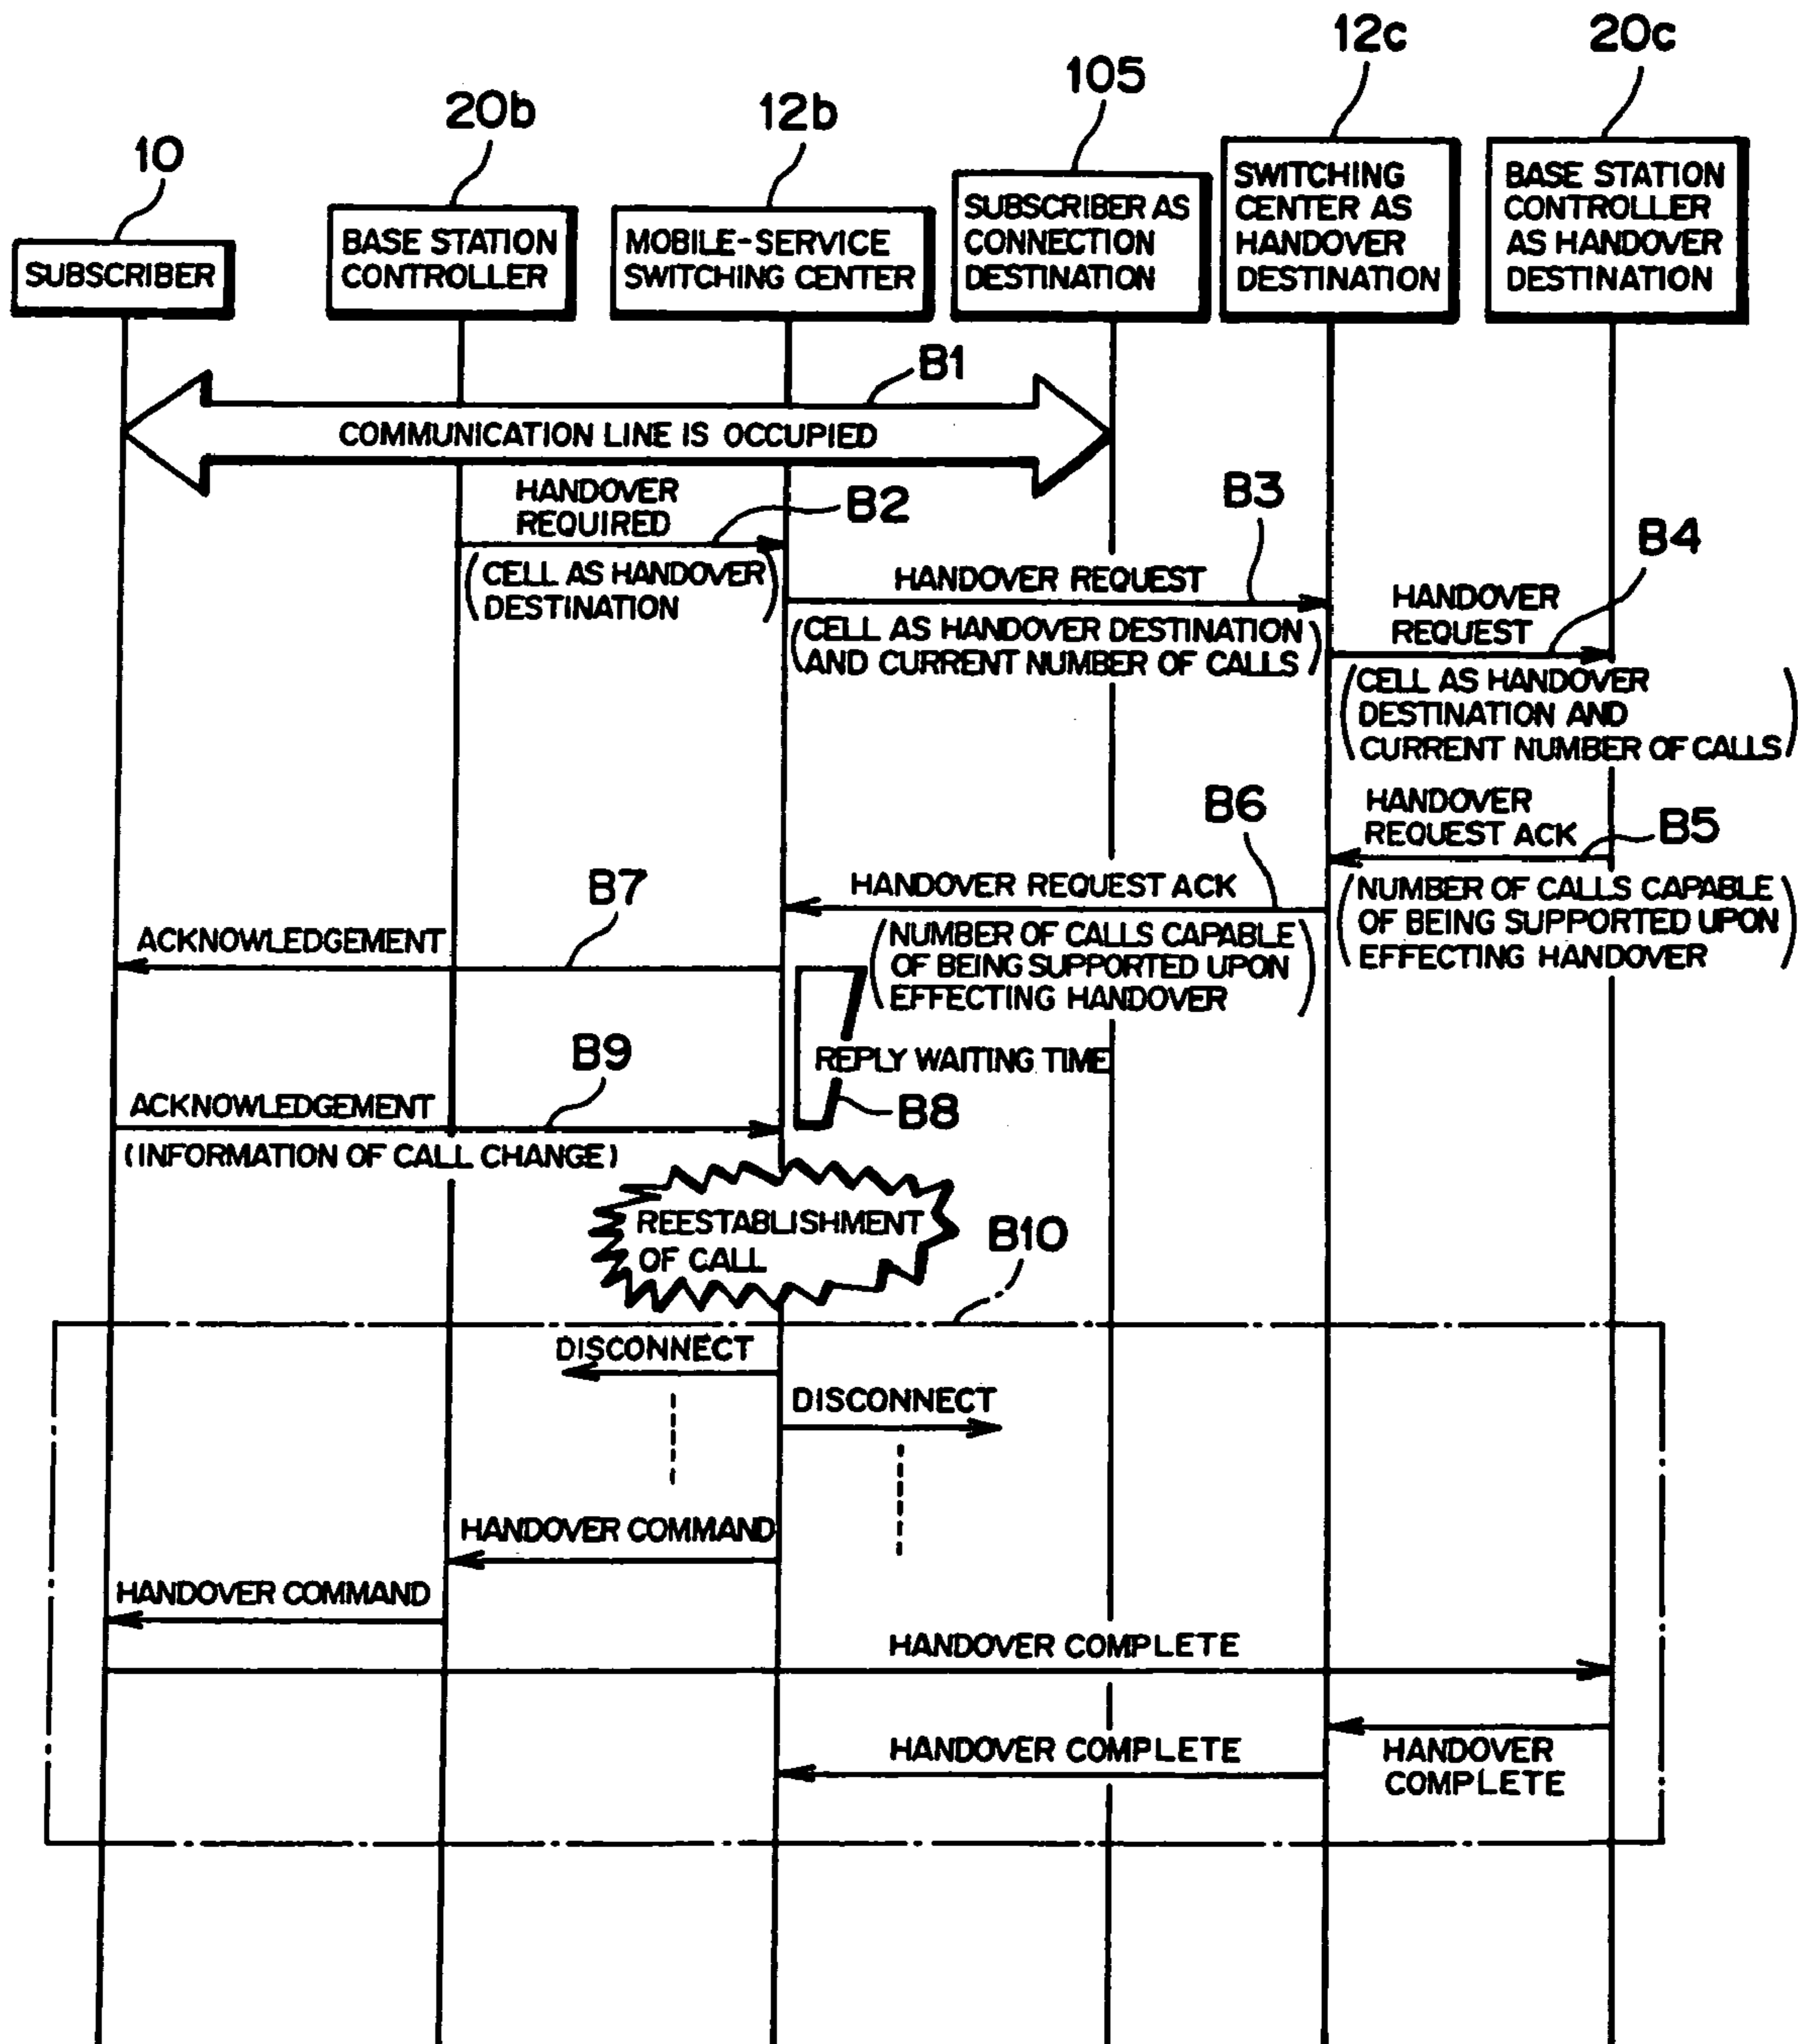 12c
20c
105
20b
12b
10
SUBSCRIBER
BASE STATION
CONTROLLER
MOBILE-SERVICE
SWITCHING CENTER
SUBSCRIBER AS
CONNECTION
DESTINATION
SWITCHING
CENTER AS
HANDOVER
DESTINATION
BASE STATION
CONTROLLER
AS HANDOVER
DESTINATION
B1
COMMUNICATION LINE IS OCCUPIED
HANDOVER
REQUIRED
B2
(CELL AS HANDOVER
DESTINATION)
B3
HANDOVER REQUEST
(CELL AS HANDOVER DESTINATION
AND CURRENT NUMBER OF CALLS)
B4
HANDOVER
REQUEST
(CELL AS HANDOVER
DESTINATION AND
CURRENT NUMBER OF CALLS)
HANDOVER
REQUEST ACK
B5
(NUMBER OF CALLS CAPABLE
OF BEING SUPPORTED UPON
EFFECTING HANDOVER)
B6
HANDOVER REQUEST ACK
(NUMBER OF CALLS CAPABLE
OF BEING SUPPORTED UPON
EFFECTING HANDOVER)
B7
ACKNOWLEDGEMENT
REPLY WAITING TIME
B8
B9
ACKNOWLEDGEMENT
(INFORMATION OF CALL CHANGE)
REESTABLISHMENT
OF CALL
B10
DISCONNECT
DISCONNECT
HANDOVER COMMAND
HANDOVER COMMAND
HANDOVER COMPLETE
HANDOVER COMPLETE
HANDOVER
COMPLETE